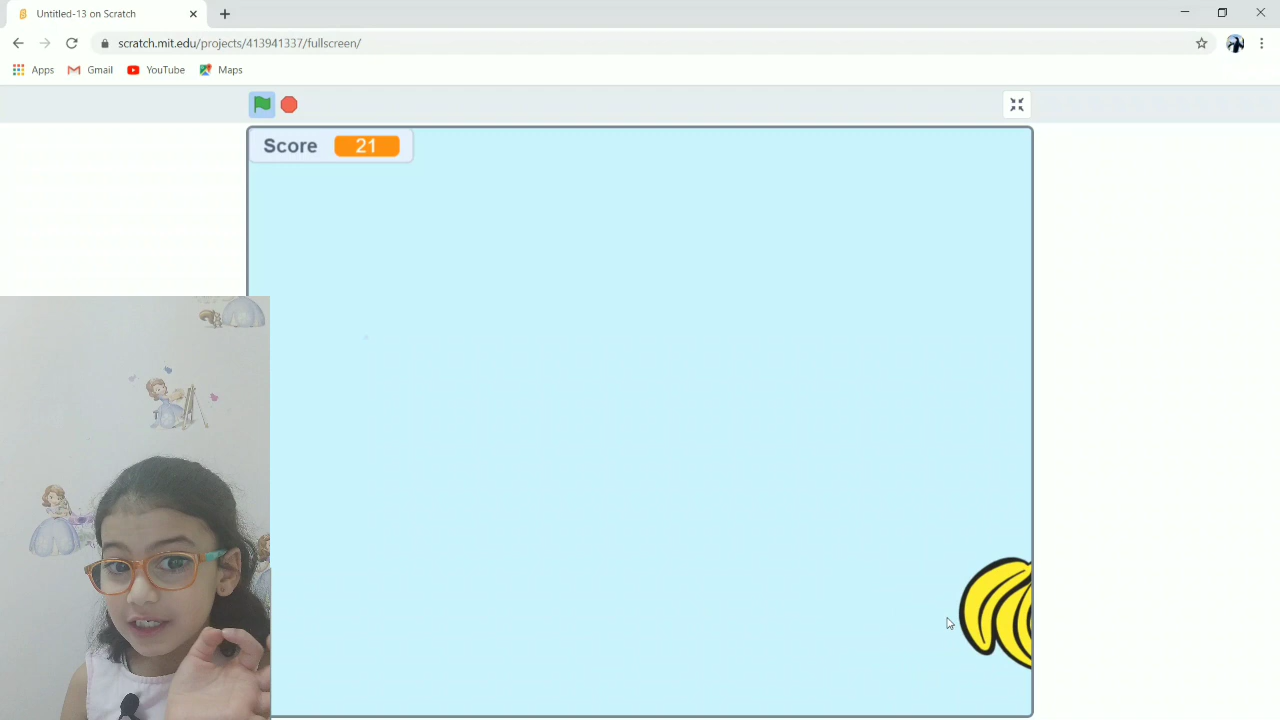 Untitled-13 on Scratch
scratch.mit.edu/projects/413941337/fullscreen/
Apps Gmail YouTube Maps
Score 21